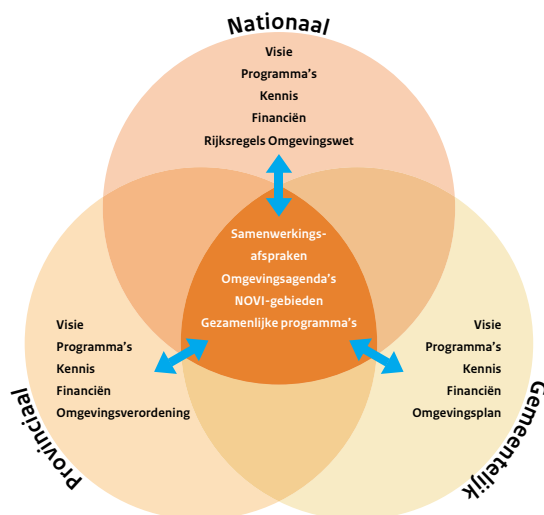 Nationaal
Visie
Programma's
Kennis
Financiën
Rijksregels Omgevingswet
Samenwerkings-
afspraken
Omgevingsagenda's
NOVI-gebieden
Gezamenlijke programma's
Provinciaal
Visie
Programma's
Kennis
Financiën
Omgevingsverordening
Gemeentelijk
Visie
Programma's
Kennis
Financiën
Omgevingsplan